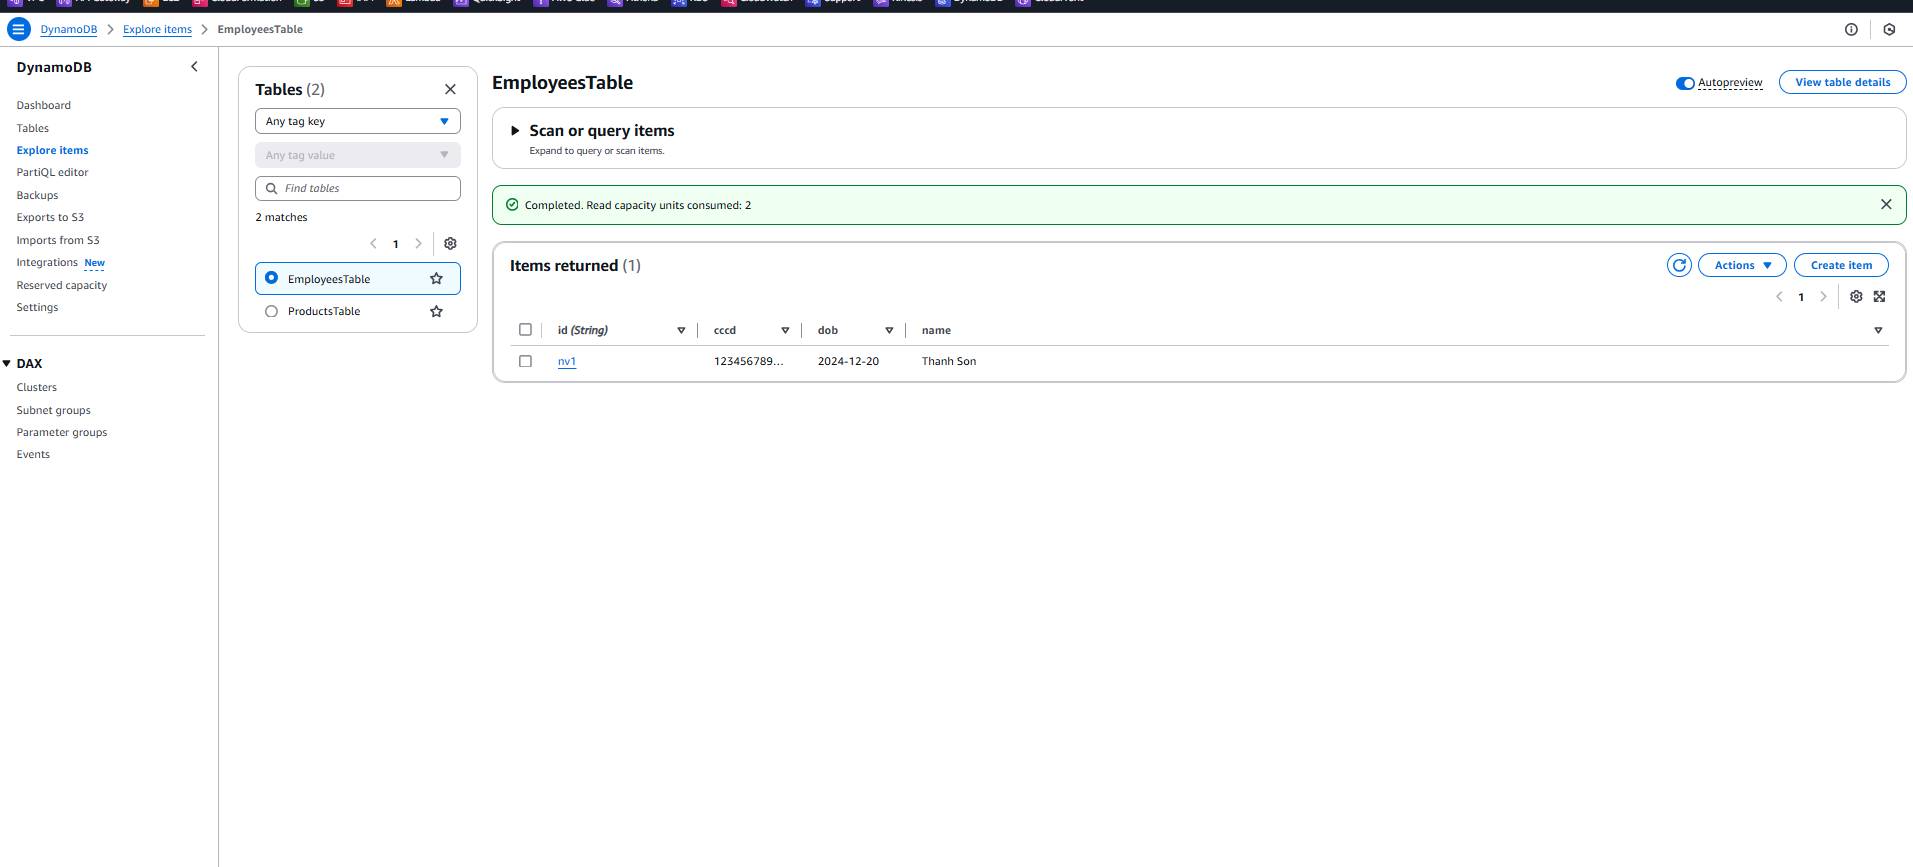 DynamoDB
Explore items
EmployeesTable
DynamoDB
Dashboard
Tables
Explore items
PartiQL editor
Backups
Exports to S3
Imports from S3
Integrations New
Reserved capacity
Settings
DAX
Clusters
Subnet groups
Parameter groups
Events
Tables (2)
Any tag key
Any tag value
Find tables
2 matches
1
EmployeesTable
ProductsTable
EmployeesTable
Autopreview
View table details
Scan or query items
Expand to query or scan items.
Completed. Read capacity units consumed: 2
Items returned (1)
Actions
Create item
1
id (String) cccd dob name
nv1 123456789... 2024-12-20 Thanh Son